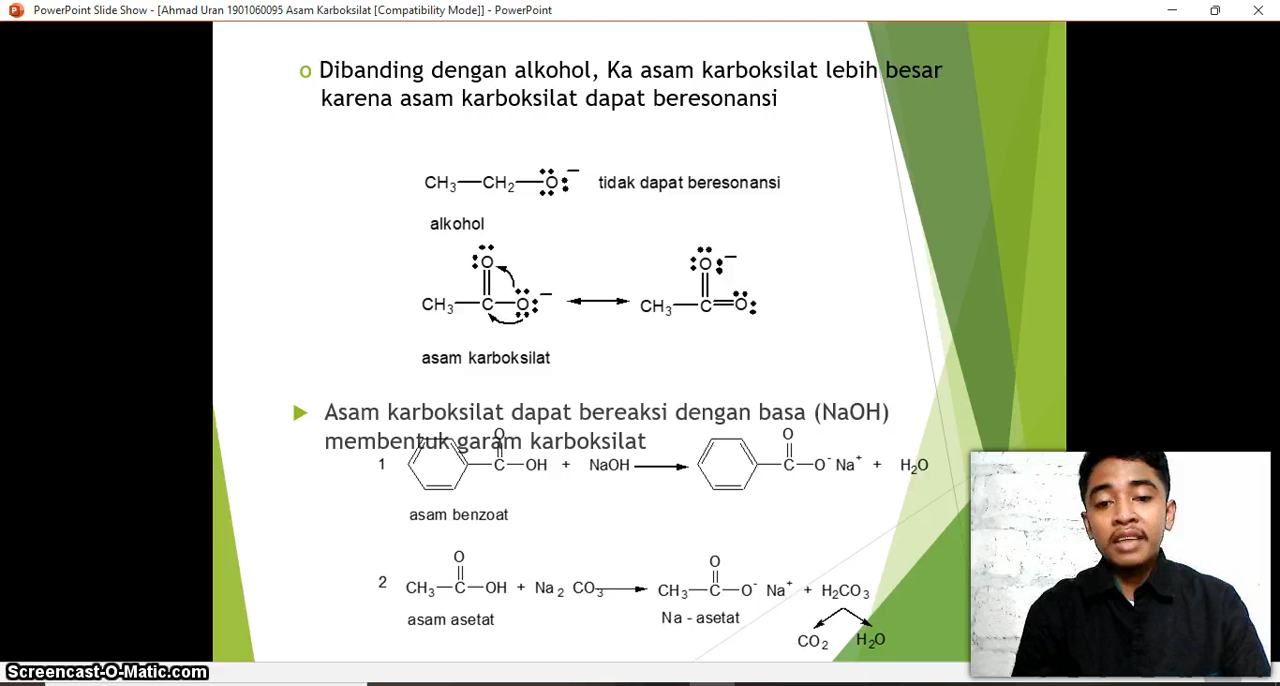 PowerPoint Slide Show - [Ahmad Uran 1901060095 Asam Karboksilat [Compatibility Mode]] - PowerPoint
o Dibanding dengan alkohol, Ka asam karboksilat lebih besar
karena asam karboksilat dapat beresonansi
CH3—CH2—O− tidak dapat beresonansi
alkohol
O O−
CH3—C—O− CH3—C=O
asam karboksilat
Asam karboksilat dapat bereaksi dengan basa (NaOH)
membentuk garam karboksilat
O O
1 C—OH + NaOH C—O- Na+ + H2O
asam benzoat
O O
2 CH3—C—OH + Na2 CO3 CH3—C—O- Na+ + H2CO3
asam asetat Na - asetat
CO2 H2O
Screencast-O-Matic.com